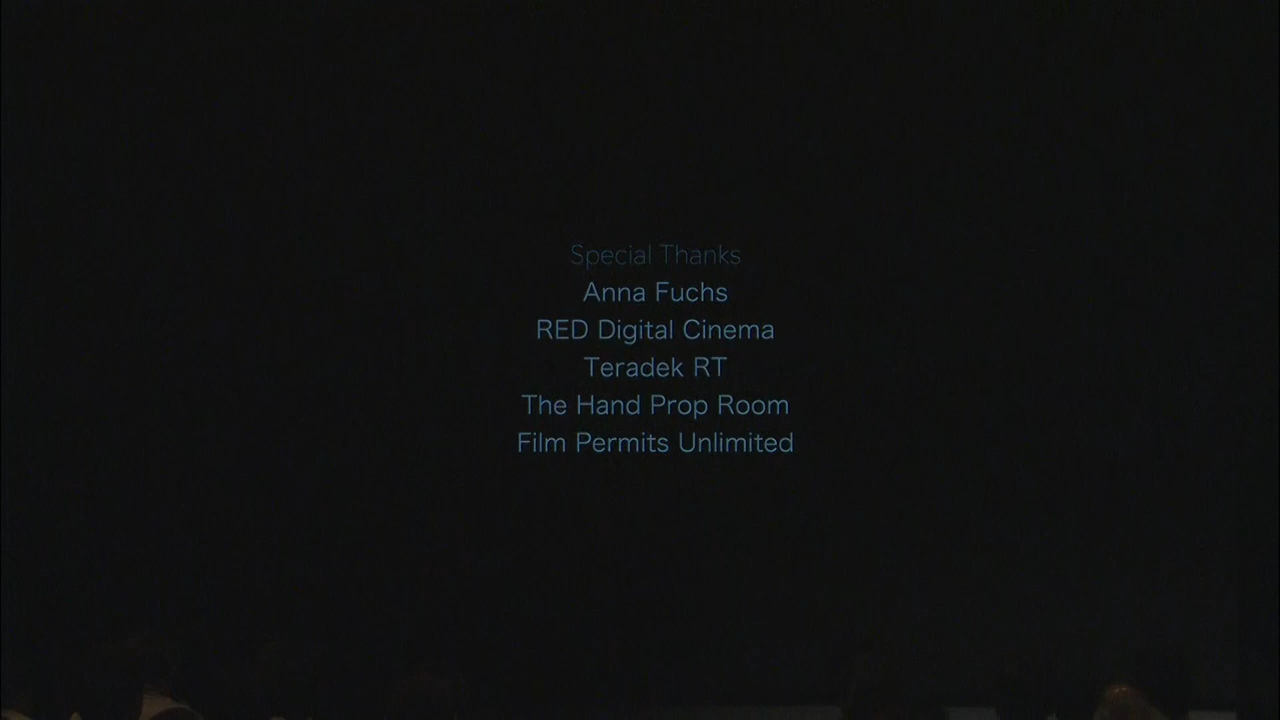 Special Thanks
Anna Fuchs
RED Digital Cinema
Teradek RT
The Hand Prop Room
Film Permits Unlimited